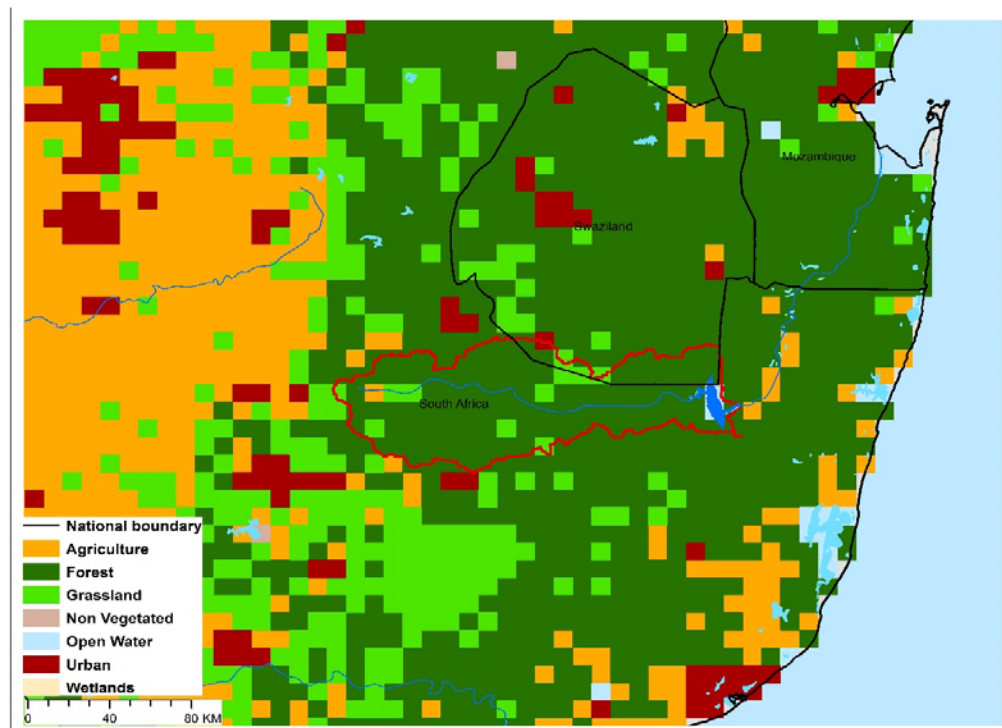 Mozambique
Swaziland
South Africa
National boundary
Agriculture
Forest
Grassland
Non Vegetated
Open Water
Urban
Wetlands
0 40 80 KM